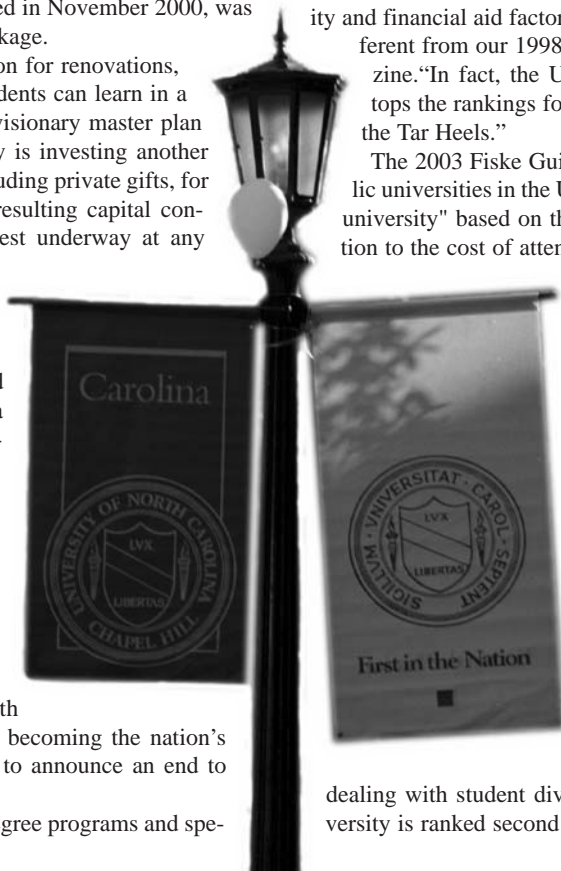 ed in November 2000, was
kage.
on for renovations,
dents can learn in a
visionary master plan
y is investing another
uding private gifts, for
resulting capital con-
est underway at any
d
a
-
Carolina
UNIVERSITY OF NORTH CAROLINA
LVX
LIBERTAS
CHAPEL HILL
th
becoming the nation's
to announce an end to
gree programs and spe-
ity and financial aid factor
ferent from our 1998
zine.“In fact, the U
tops the rankings fo
the Tar Heels.”
The 2003 Fiske Gui
lic universities in the U
university" based on th
tion to the cost of atten
SIGILLVM · VNIVERSITAT · CAROL · SEPTENT
LVX
LIBERTAS
First in the Nation
dealing with student div
versity is ranked second